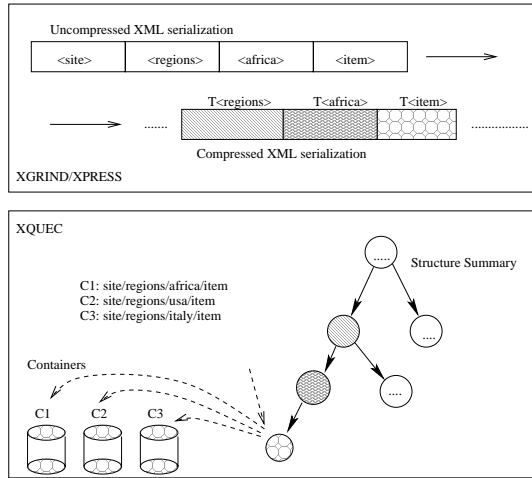 Uncompressed XML serialization
<site> <regions> <africa> <item>
T<regions> T<africa> T<item>
...... ..............
Compressed XML serialization
XGRIND/XPRESS
XQUEC
.....
Structure Summary
C1: site/regions/africa/item
C2: site/regions/usa/item
C3: site/regions/italy/item
....
Containers
....
C1 C2 C3